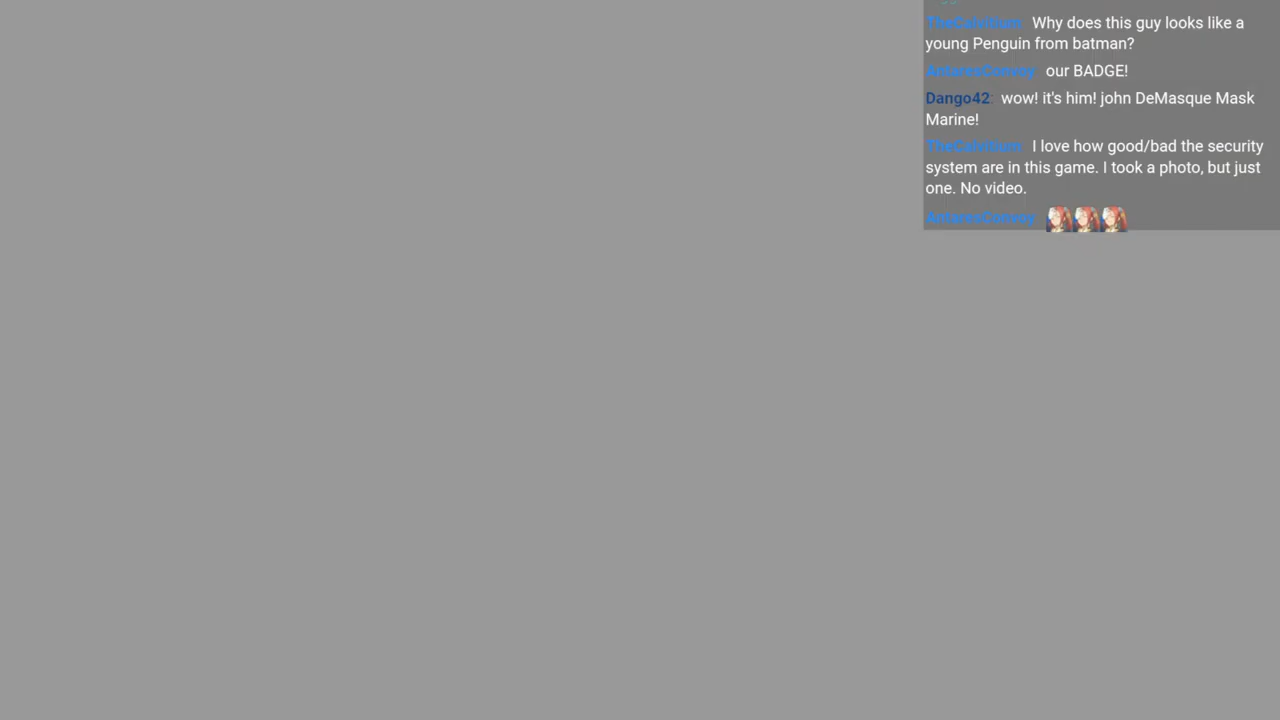 TheCalvitium: Why does this guy looks like a
young Penguin from batman?
AntaresConvoy: our BADGE!
Dango42: wow! it's him! john DeMasque Mask
Marine!
TheCalvitium: I love how good/bad the security
system are in this game. I took a photo, but just
one. No video.
AntaresConvoy: